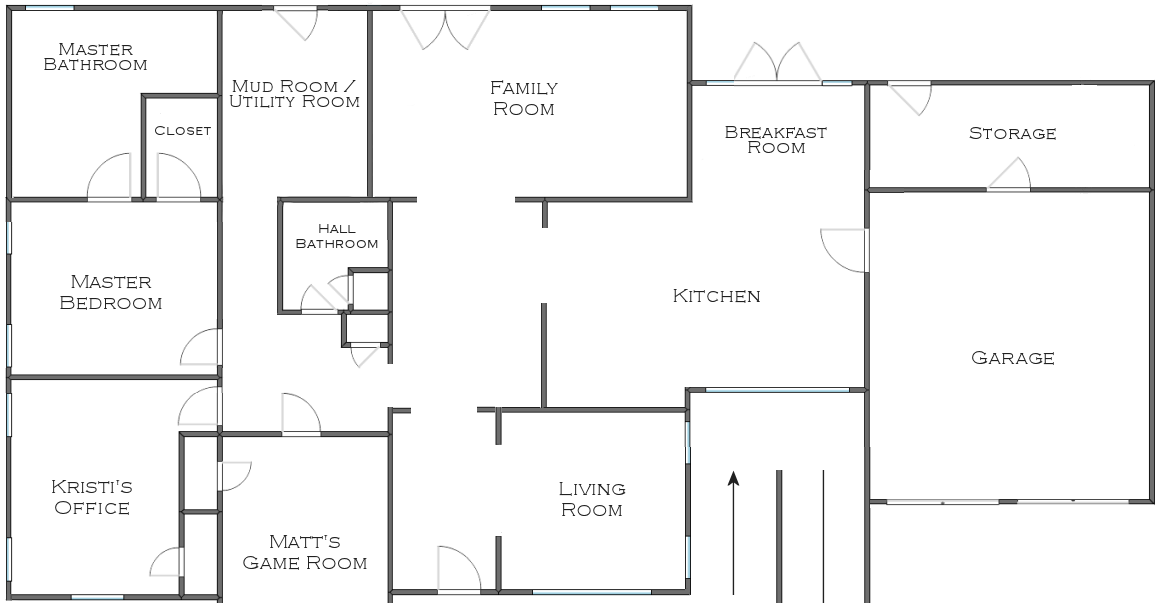 MASTER
BATHROOM
MUD ROOM /
UTILITY ROOM
FAMILY
ROOM
CLOSET
BREAKFAST
ROOM
STORAGE
HALL
BATHROOM
MASTER
BEDROOM
KITCHEN
GARAGE
KRISTI'S
OFFICE
LIVING
ROOM
MATT'S
GAME ROOM